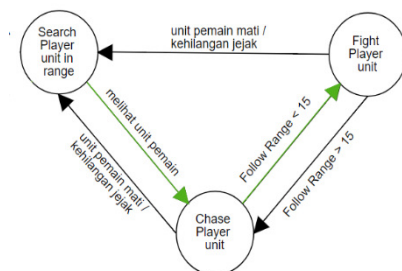 Search
Player
unit in
range
unit pemain mati /
kehilangan jejak
Fight
Player
unit
melihat unit pemain
unit pemain mati /
kehilangan jejak
Follow Range < 15
Follow Range > 15
Chase
Player
unit